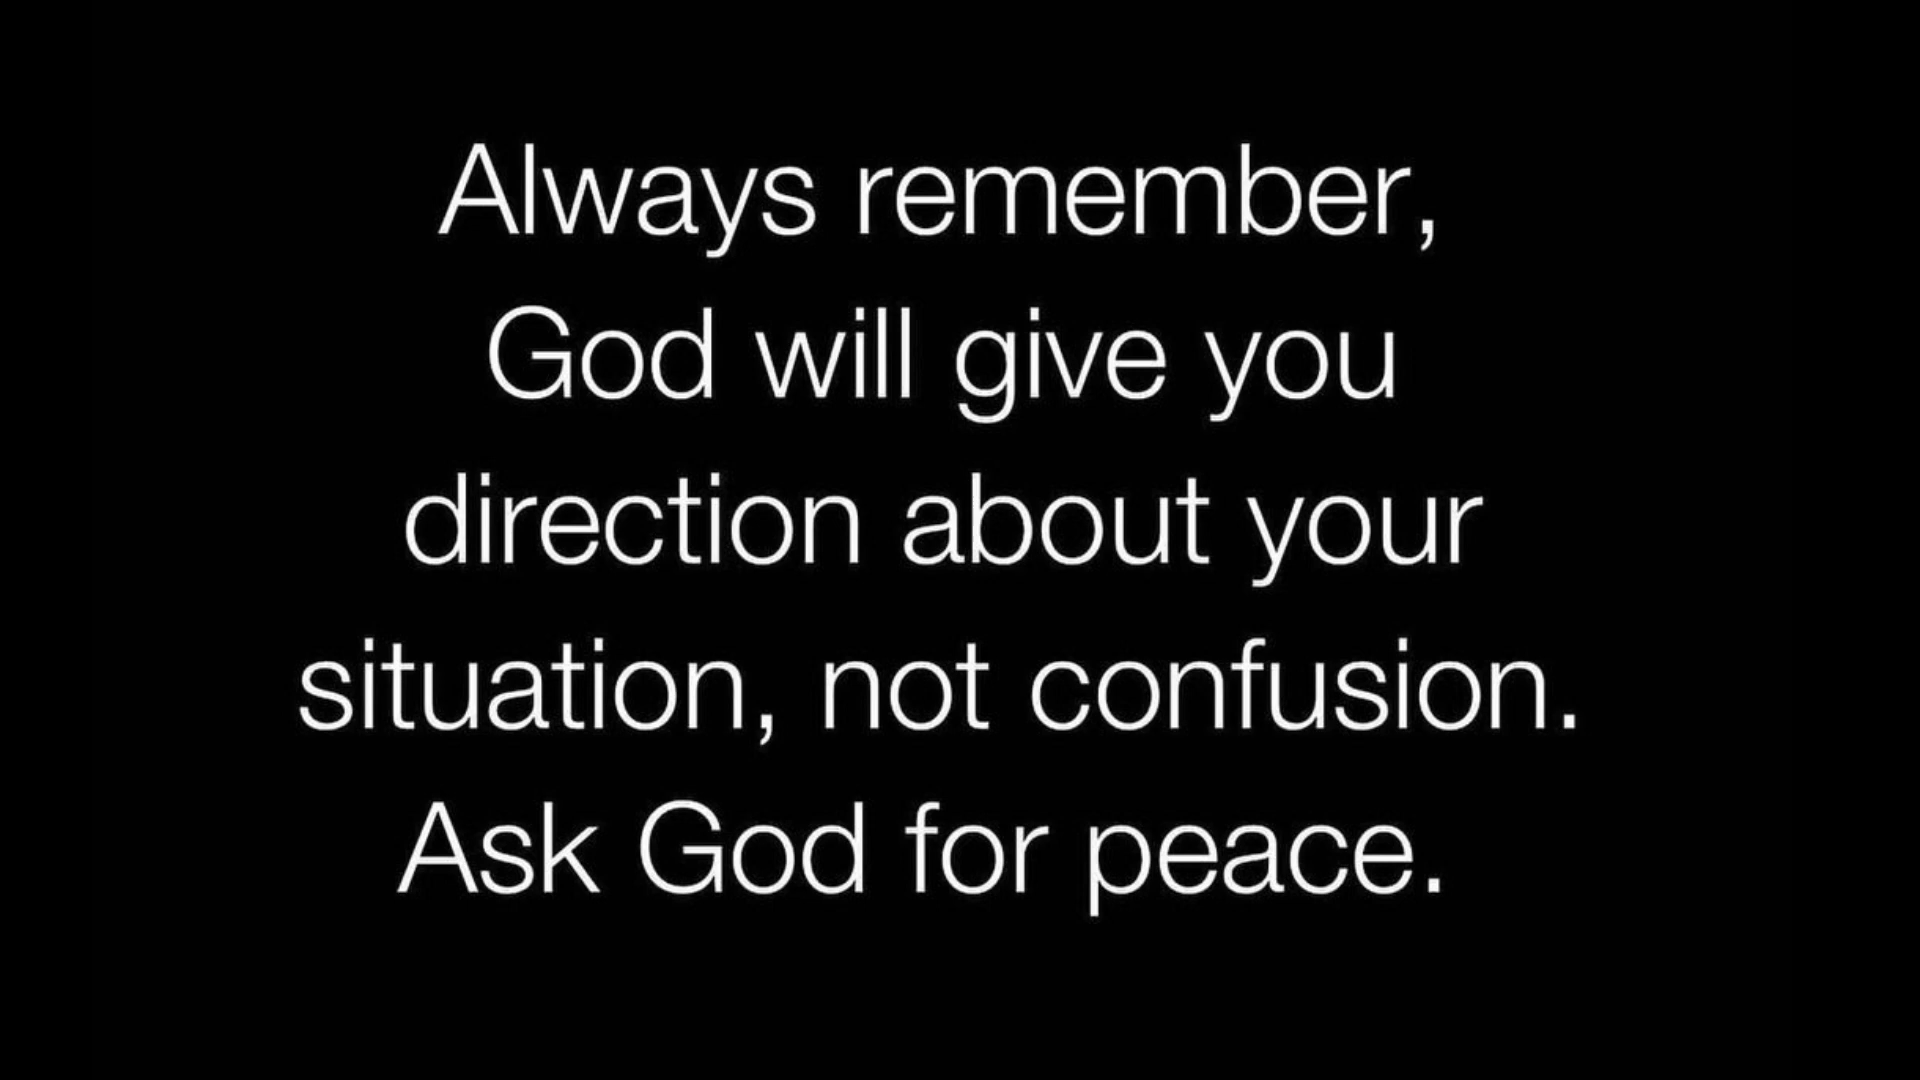 Always remember,
God will give you
direction about your
situation, not confusion.
Ask God for peace.